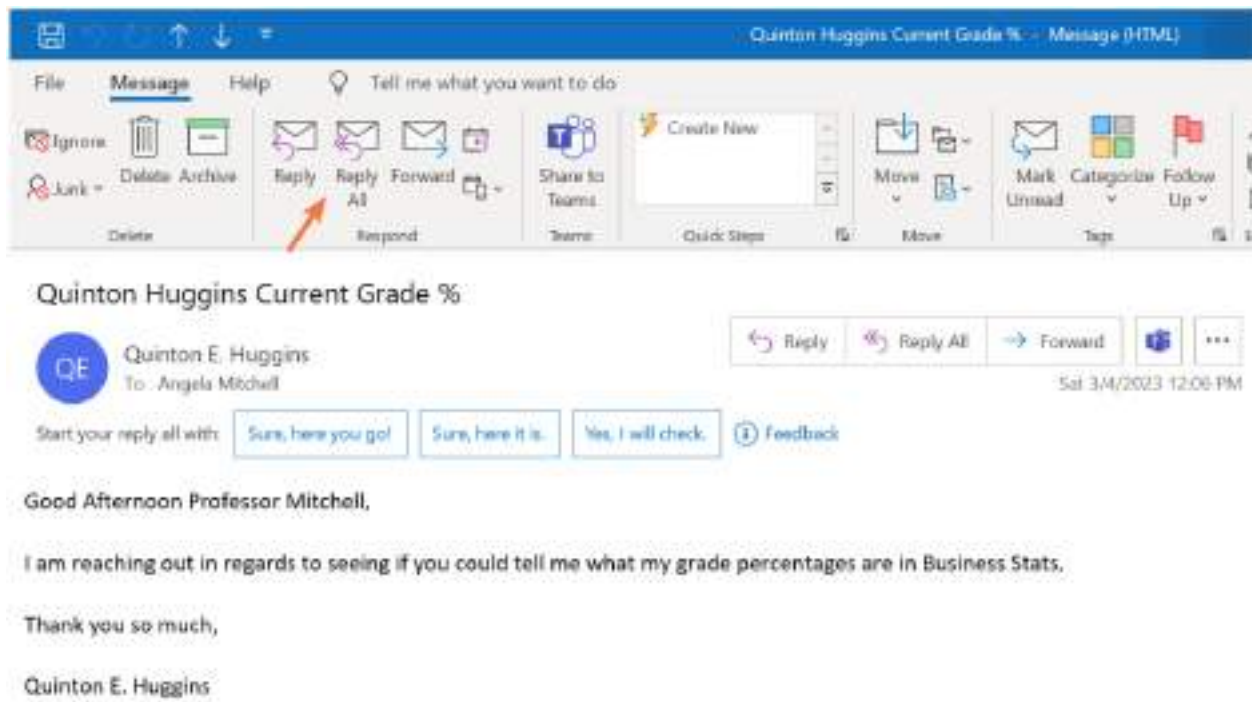 Quinton Huggins Current Grade % - Message (HTML)
File Message Help Tell me what you want to do
Ignore
Junk
Delete Archive
Reply Reply All Forward
Share to Teams
Create New
Move
Mark Unread Categorize Follow Up
Delete Respond Teams Quick Steps Move Tags
Quinton Huggins Current Grade %
QE
Quinton E. Huggins
To Angela Mitchell
Reply Reply All Forward
Sat 3/4/2023 12:06 PM
Start your reply all with: Sure, here you go! Sure, here it is. Yes, I will check. Feedback
Good Afternoon Professor Mitchell,
I am reaching out in regards to seeing if you could tell me what my grade percentages are in Business Stats.
Thank you so much,
Quinton E. Huggins